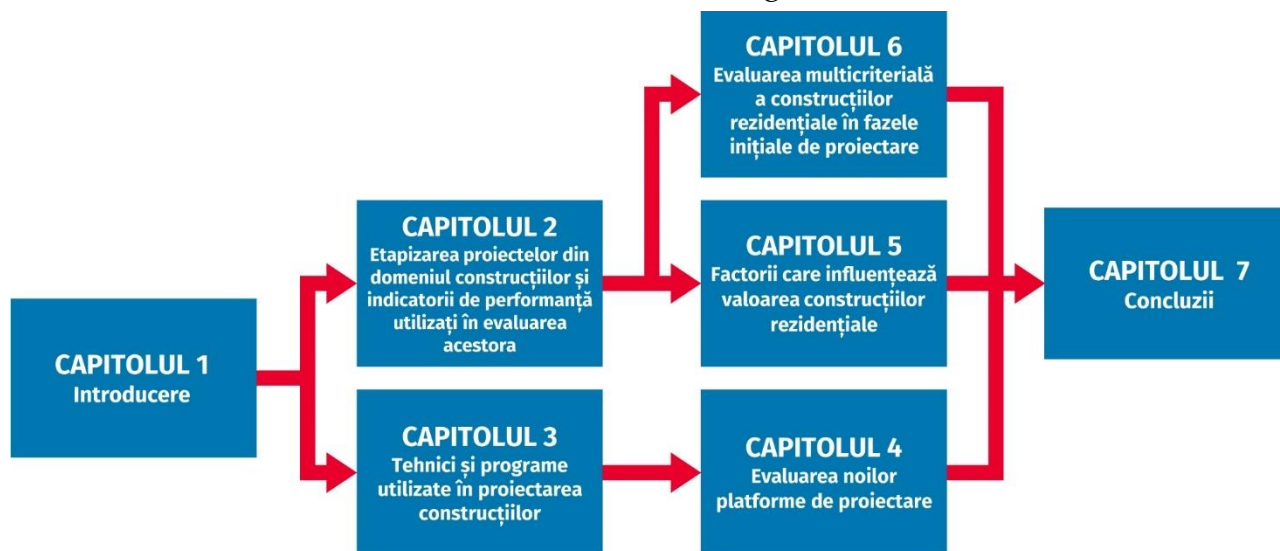 CAPITOLUL 1
Introducere
CAPITOLUL 2
Etapizarea proiectelor din
domeniul construcțiilor și
indicatorii de performanță
utilizați în evaluarea
acestora
CAPITOLUL 3
Tehnici și programe
utilizate în proiectarea
construcțiilor
CAPITOLUL 6
Evaluarea multicriterială
a construcțiilor
rezidențiale în fazele
inițiale de proiectare
CAPITOLUL 5
Factorii care influențează
valoarea construcțiilor
rezidențiale
CAPITOLUL 4
Evaluarea noilor
platforme de proiectare
CAPITOLUL 7
Concluzii